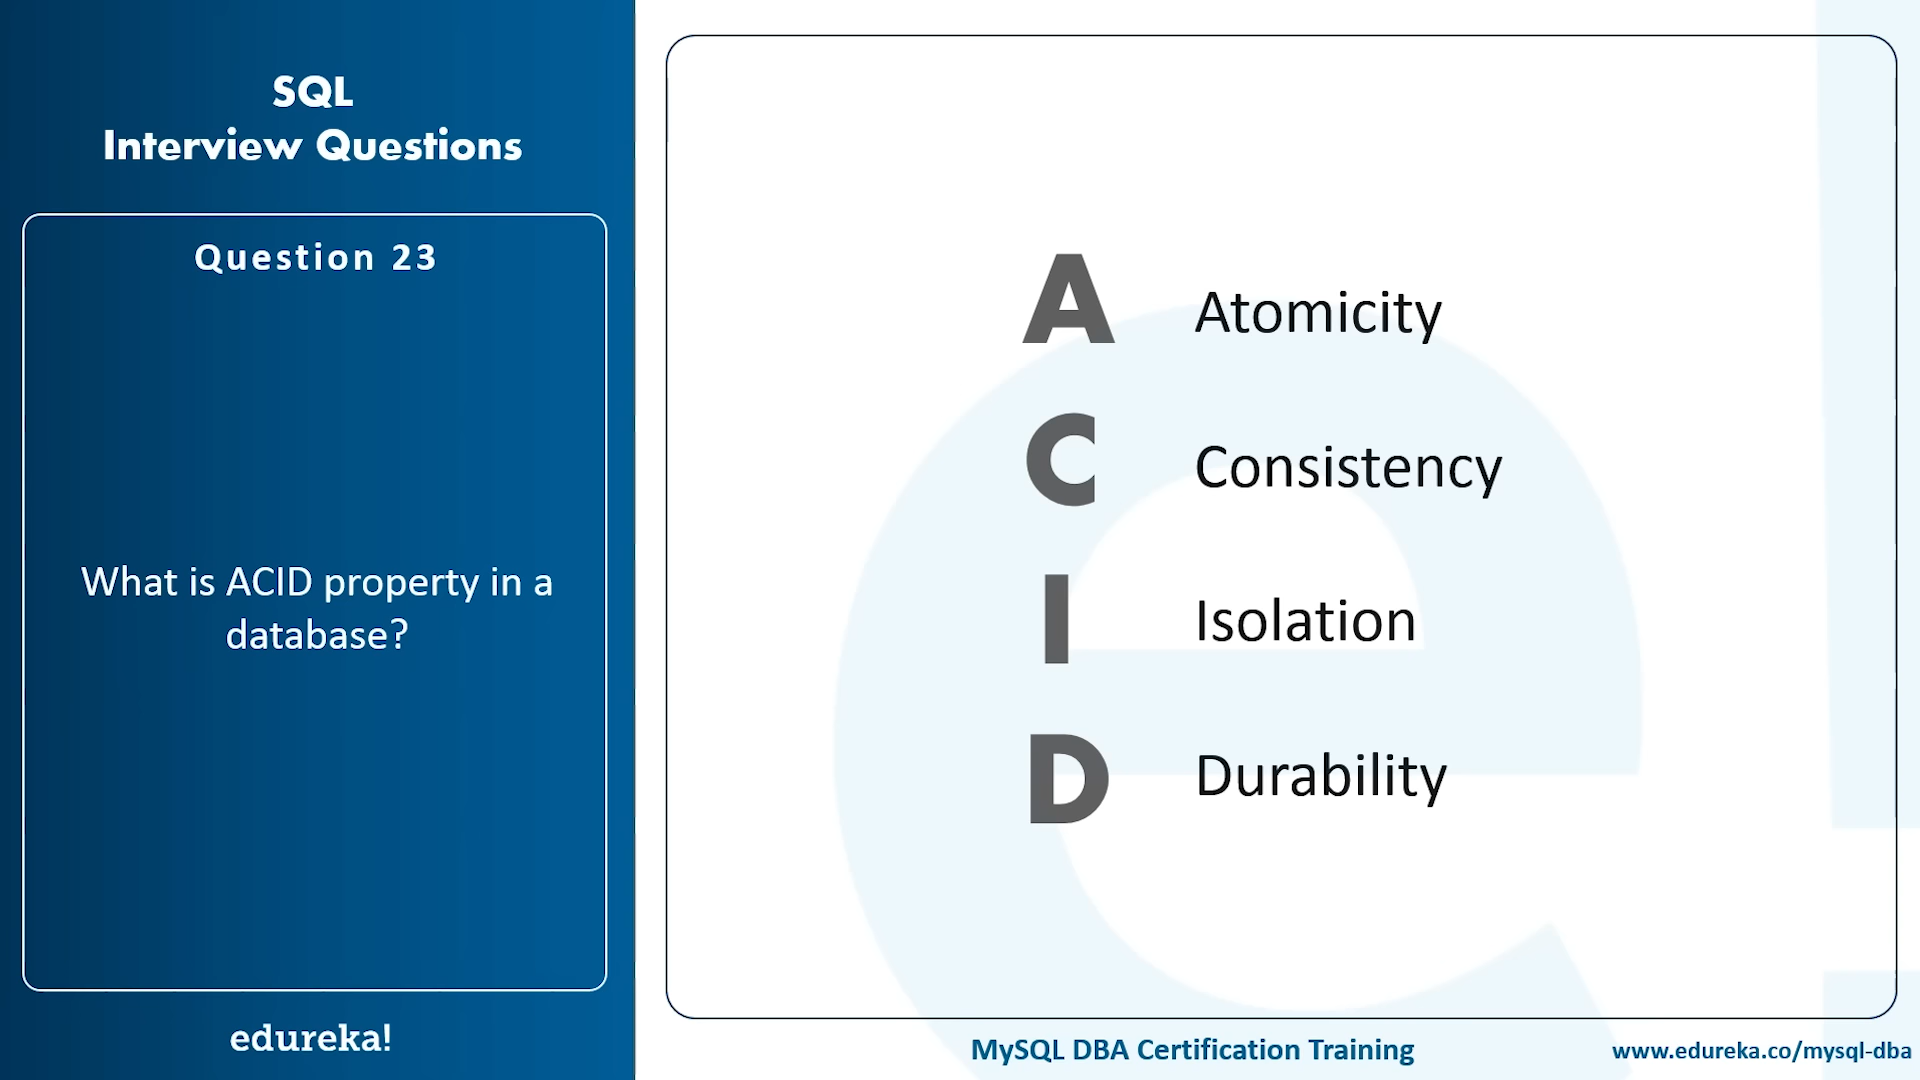 SQL
Interview Questions
Question 23
What is ACID property in a
database?
edureka!
A Atomicity
C Consistency
I Isolation
D Durability
MySQL DBA Certification Training
www.edureka.co/mysql-dba